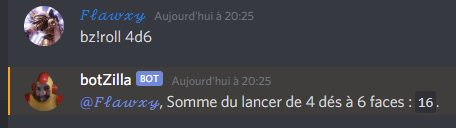 𝓕𝓵𝓪𝔀𝔁𝔂 Aujourd'hui à 20:25
bz!roll 4d6
botZilla BOT Aujourd'hui à 20:25
@𝓕𝓵𝓪𝔀𝔁𝔂, Somme du lancer de 4 dés à 6 faces : 16.